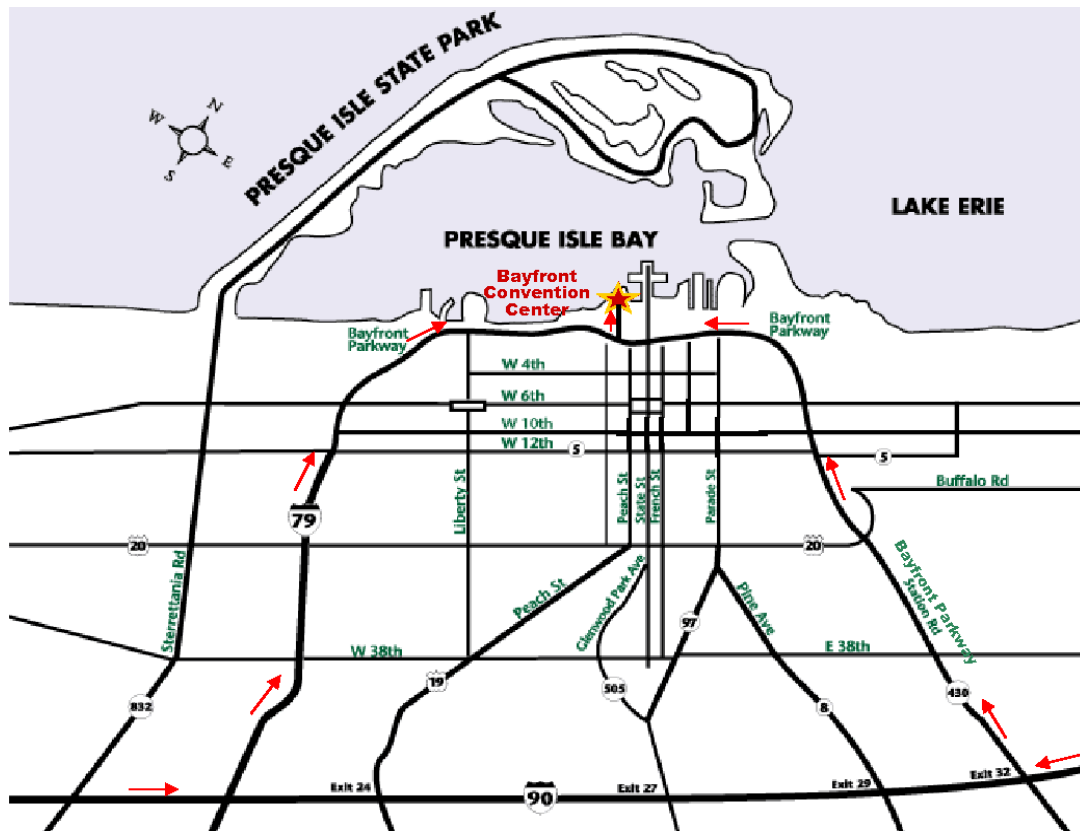 PRESQUE ISLE STATE PARK
N
W
E
S
LAKE ERIE
PRESQUE ISLE BAY
Bayfront
Convention
Center
Bayfront
Parkway
Bayfront
Parkway
W 4th
W 6th
W 10th
W 12th
5
5
Buffalo Rd
Liberty St
Peach St
State St
French St
Parade St
79
20
20
Sterrettania Rd
Peach St
Glenwood Park Ave
Pine Ave
Bayfront Parkway
Station Rd
97
W 38th
E 38th
19
505
832
8
430
Exit 24
90
Exit 27
Exit 29
Exit 32